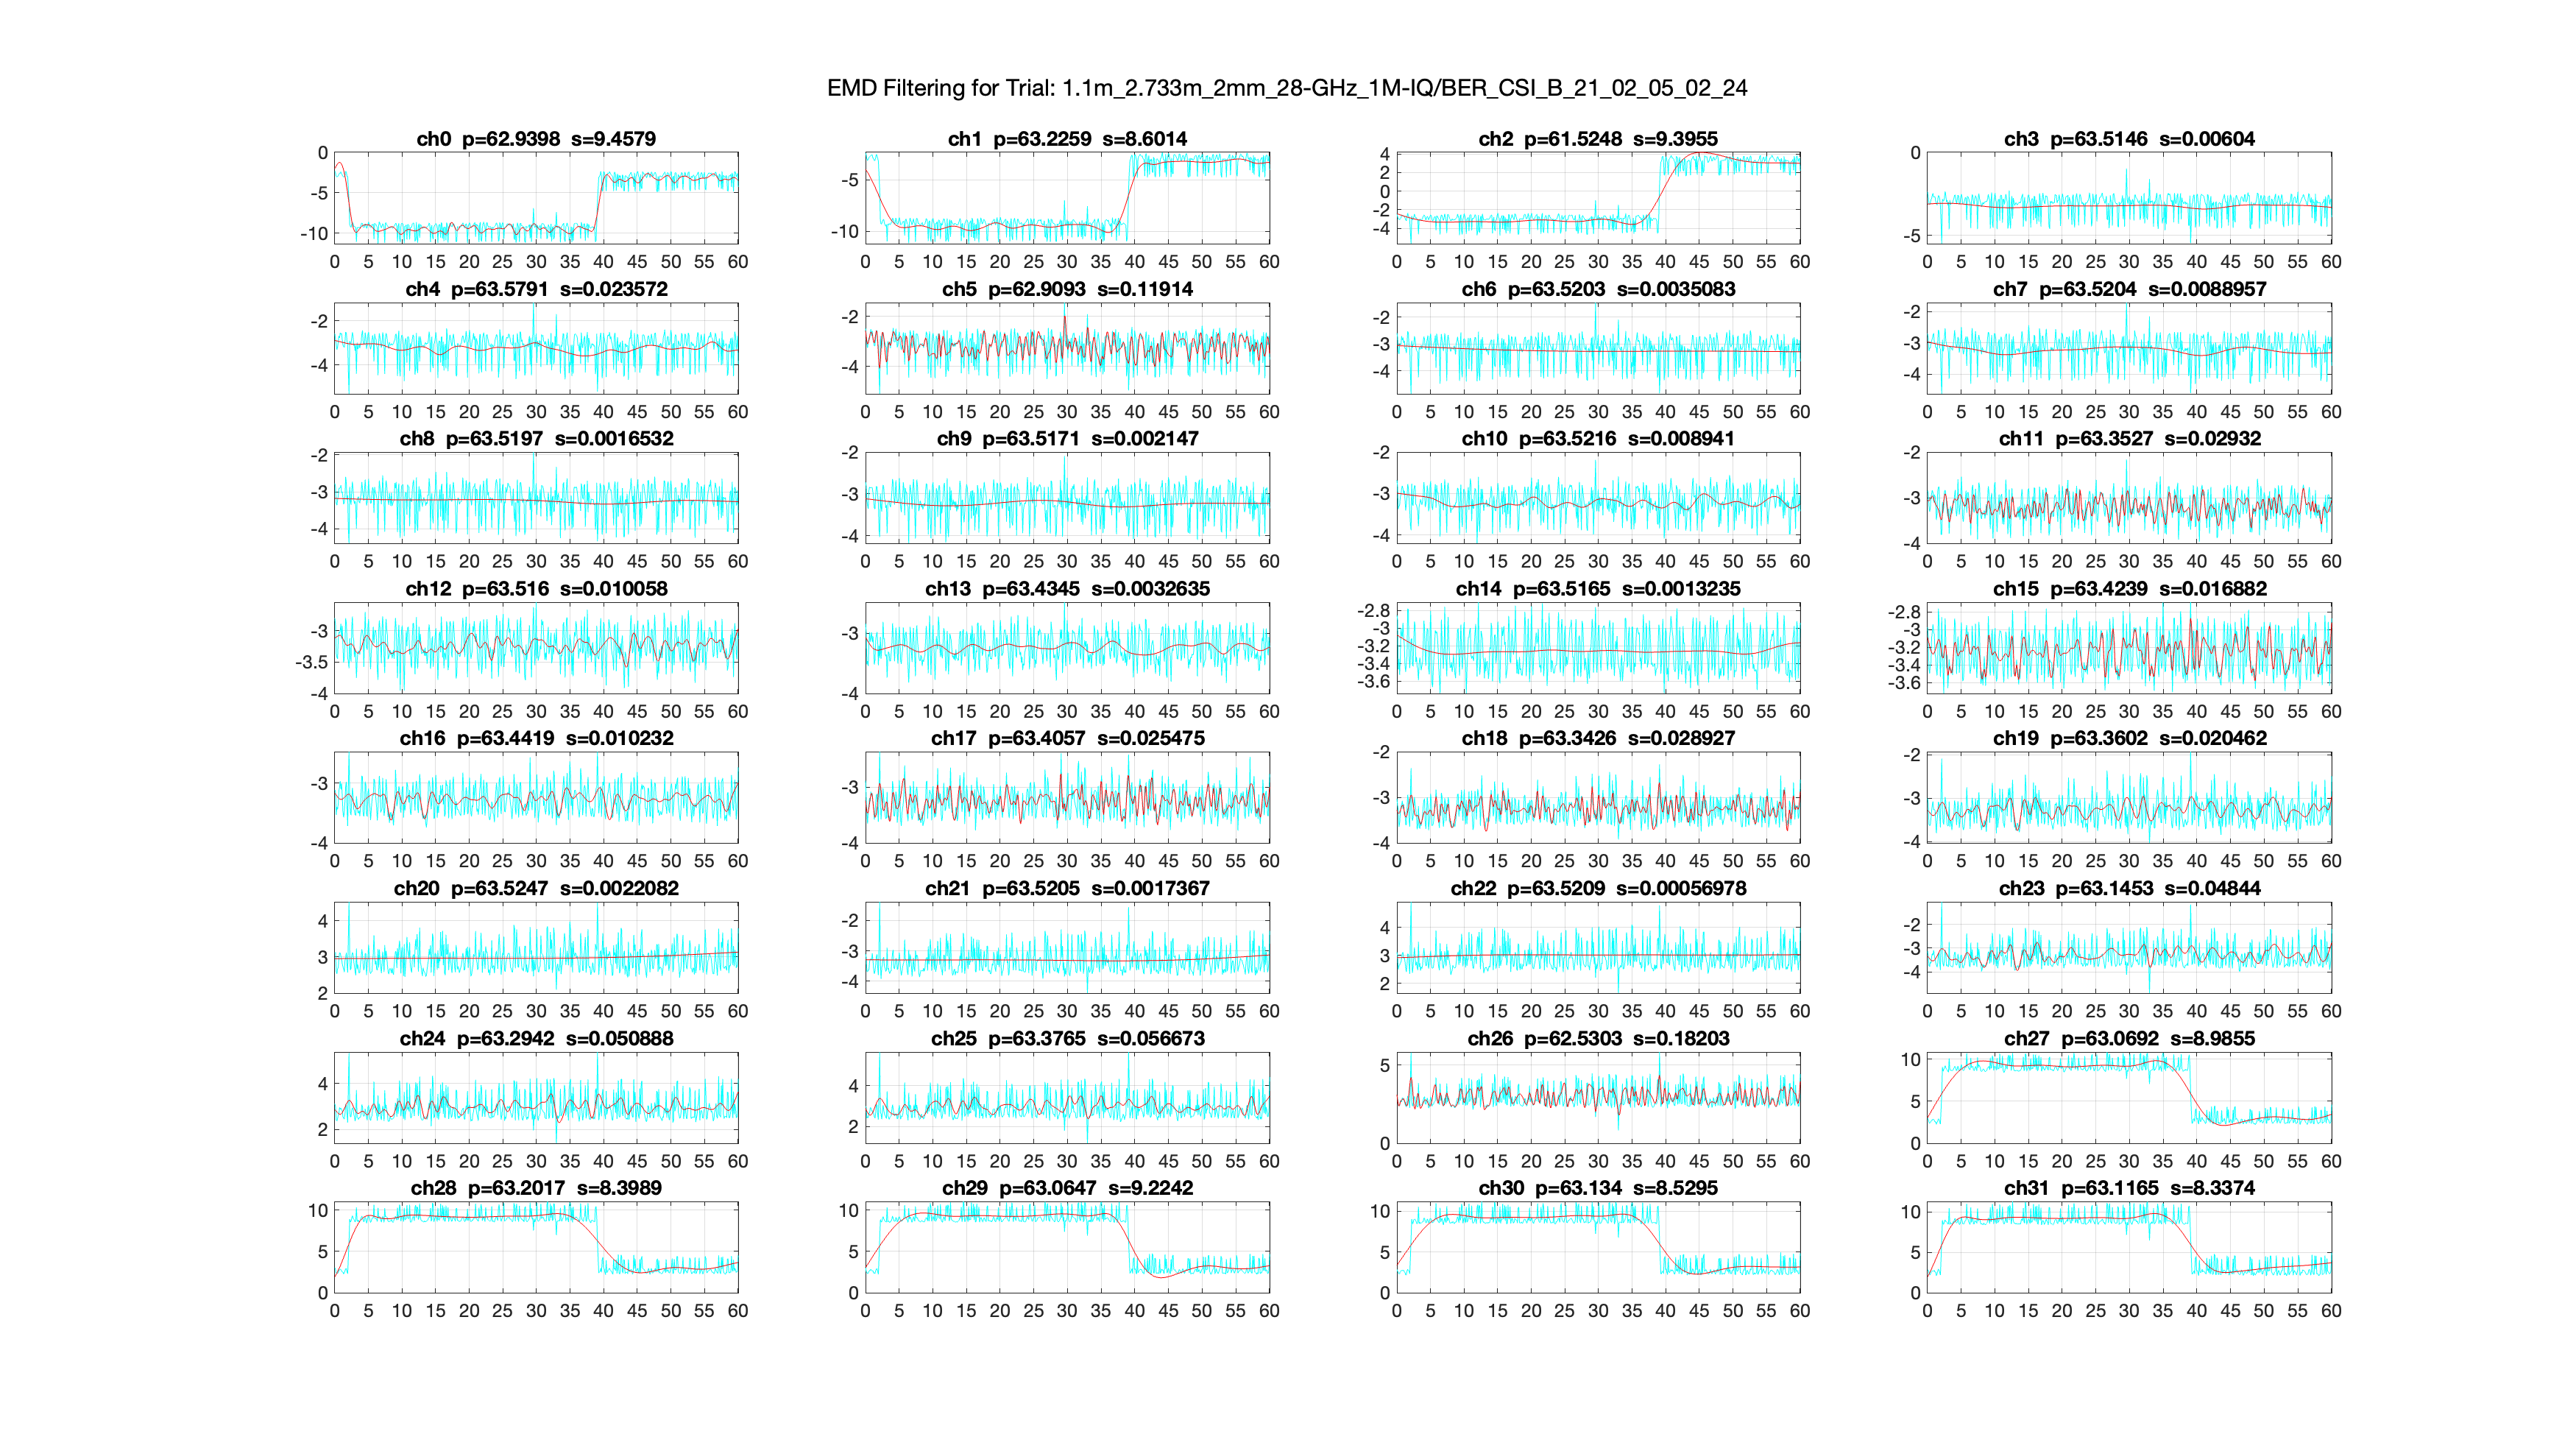 EMD Filtering for Trial: 1.1m_2.733m_2mm_28-GHz_1M-IQ/BER_CSI_B_21_02_05_02_24
ch0 p=62.9398 s=9.4579
ch1 p=63.2259 s=8.6014
ch2 p=61.5248 s=9.3955
ch3 p=63.5146 s=0.00604
0
-5
-10
0 5 10 15 20 25 30 35 40 45 50 55 60
-5
-10
0 5 10 15 20 25 30 35 40 45 50 55 60
4
2
0
-2
-4
0 5 10 15 20 25 30 35 40 45 50 55 60
0
-5
0 5 10 15 20 25 30 35 40 45 50 55 60
ch4 p=63.5791 s=0.023572
ch5 p=62.9093 s=0.11914
ch6 p=63.5203 s=0.0035083
ch7 p=63.5204 s=0.0088957
-2
-4
0 5 10 15 20 25 30 35 40 45 50 55 60
-2
-4
0 5 10 15 20 25 30 35 40 45 50 55 60
-2
-3
-4
0 5 10 15 20 25 30 35 40 45 50 55 60
-2
-3
-4
0 5 10 15 20 25 30 35 40 45 50 55 60
ch8 p=63.5197 s=0.0016532
ch9 p=63.5171 s=0.002147
ch10 p=63.5216 s=0.008941
ch11 p=63.3527 s=0.02932
-2
-3
-4
0 5 10 15 20 25 30 35 40 45 50 55 60
-2
-3
-4
0 5 10 15 20 25 30 35 40 45 50 55 60
-2
-3
-4
0 5 10 15 20 25 30 35 40 45 50 55 60
-2
-3
-4
0 5 10 15 20 25 30 35 40 45 50 55 60
ch12 p=63.516 s=0.010058
ch13 p=63.4345 s=0.0032635
ch14 p=63.5165 s=0.0013235
ch15 p=63.4239 s=0.016882
-3
-3.5
-4
0 5 10 15 20 25 30 35 40 45 50 55 60
-3
-4
0 5 10 15 20 25 30 35 40 45 50 55 60
-2.8
-3
-3.2
-3.4
-3.6
0 5 10 15 20 25 30 35 40 45 50 55 60
-2.8
-3
-3.2
-3.4
-3.6
0 5 10 15 20 25 30 35 40 45 50 55 60
ch16 p=63.4419 s=0.010232
ch17 p=63.4057 s=0.025475
ch18 p=63.3426 s=0.028927
ch19 p=63.3602 s=0.020462
-3
-4
0 5 10 15 20 25 30 35 40 45 50 55 60
-3
-4
0 5 10 15 20 25 30 35 40 45 50 55 60
-2
-3
-4
0 5 10 15 20 25 30 35 40 45 50 55 60
-2
-3
-4
0 5 10 15 20 25 30 35 40 45 50 55 60
ch20 p=63.5247 s=0.0022082
ch21 p=63.5205 s=0.0017367
ch22 p=63.5209 s=0.00056978
ch23 p=63.1453 s=0.04844
4
3
2
0 5 10 15 20 25 30 35 40 45 50 55 60
-2
-3
-4
0 5 10 15 20 25 30 35 40 45 50 55 60
4
3
2
0 5 10 15 20 25 30 35 40 45 50 55 60
-2
-3
-4
0 5 10 15 20 25 30 35 40 45 50 55 60
ch24 p=63.2942 s=0.050888
ch25 p=63.3765 s=0.056673
ch26 p=62.5303 s=0.18203
ch27 p=63.0692 s=8.9855
4
2
0 5 10 15 20 25 30 35 40 45 50 55 60
4
2
0 5 10 15 20 25 30 35 40 45 50 55 60
5
0
0 5 10 15 20 25 30 35 40 45 50 55 60
10
5
0
0 5 10 15 20 25 30 35 40 45 50 55 60
ch28 p=63.2017 s=8.3989
ch29 p=63.0647 s=9.2242
ch30 p=63.134 s=8.5295
ch31 p=63.1165 s=8.3374
10
5
0
0 5 10 15 20 25 30 35 40 45 50 55 60
10
5
0
0 5 10 15 20 25 30 35 40 45 50 55 60
10
5
0
0 5 10 15 20 25 30 35 40 45 50 55 60
10
5
0
0 5 10 15 20 25 30 35 40 45 50 55 60